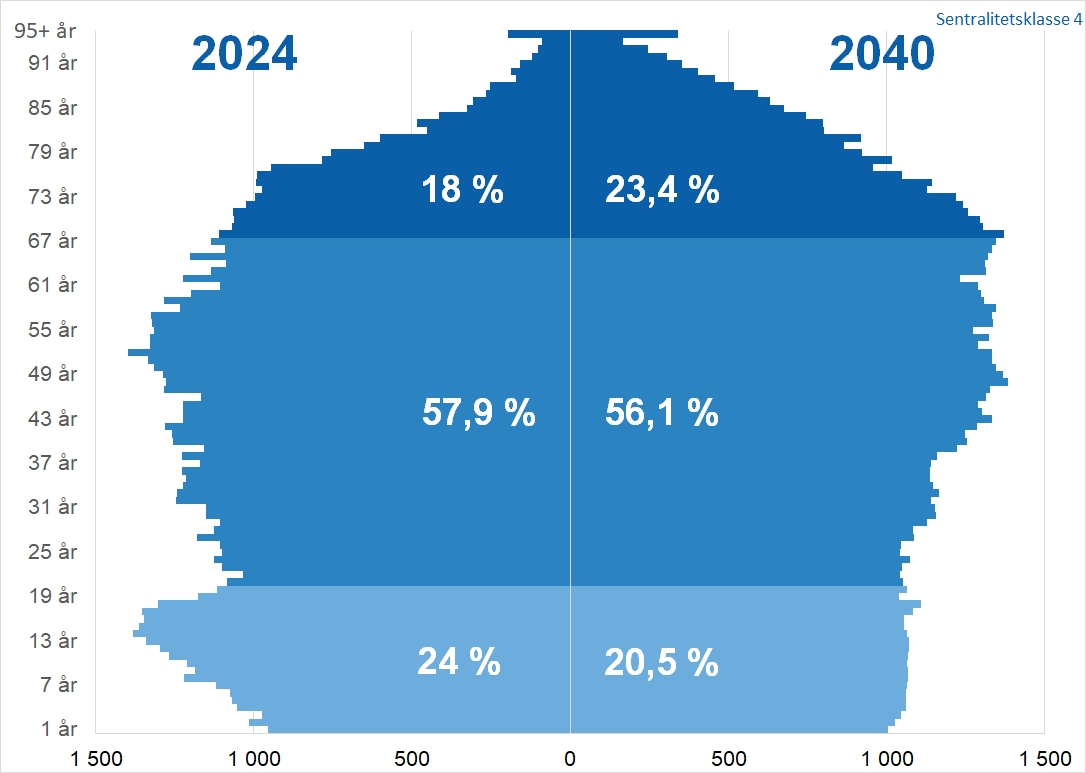 Sentralitetsklasse 4
2024
2040
95+ år
91 år
85 år
79 år
73 år
67 år
61 år
55 år
49 år
43 år
37 år
31 år
25 år
19 år
13 år
7 år
1 år
18 %
23,4 %
57,9 %
56,1 %
24 %
20,5 %
1 500
1 000
500
0
500
1 000
1 500